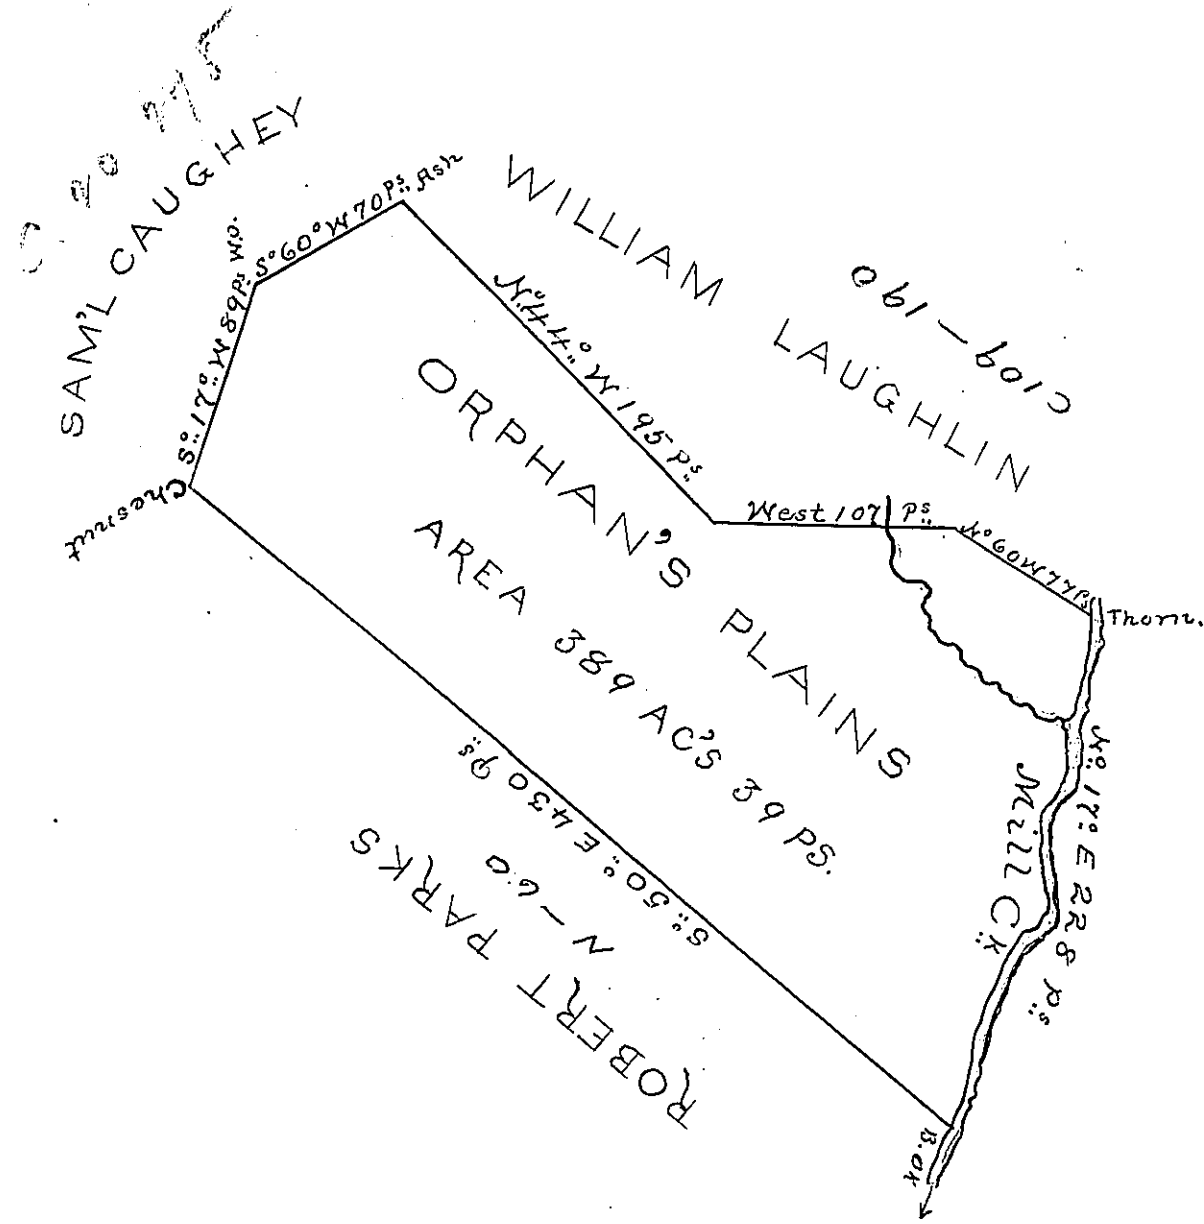 SAM'L CAUGHEY
S° 17° W 89 Ps W.O.
S° 60° W 70 Ps Ash
WILLIAM LAUGHLIN
C109 — 190
N° 44° W 195 Ps
West 107 Ps
N° 60 W 77 Ps
Thorn.
ORPHAN'S PLAINS
AREA 389 AC'S 39 PS.
N° 17° E 228 Ps
Mill Ck
Chesnut
S° 50° E 430 Ps
N — 60
ROBERT PARKS
B. OK